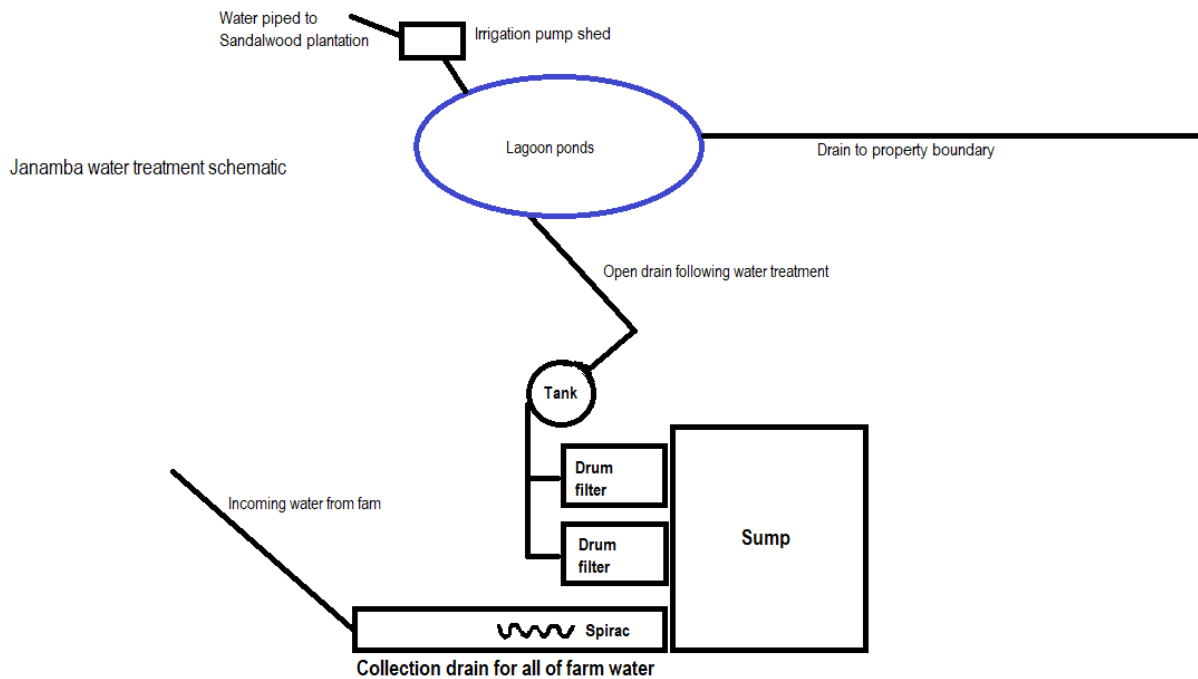 Water piped to
Sandalwood plantation
Irrigation pump shed
Lagoon ponds
Drain to property boundary
Janamba water treatment schematic
Open drain following water treatment
Tank
Drum
filter
Incoming water from fam
Drum
filter
Sump
Spirac
Collection drain for all of farm water